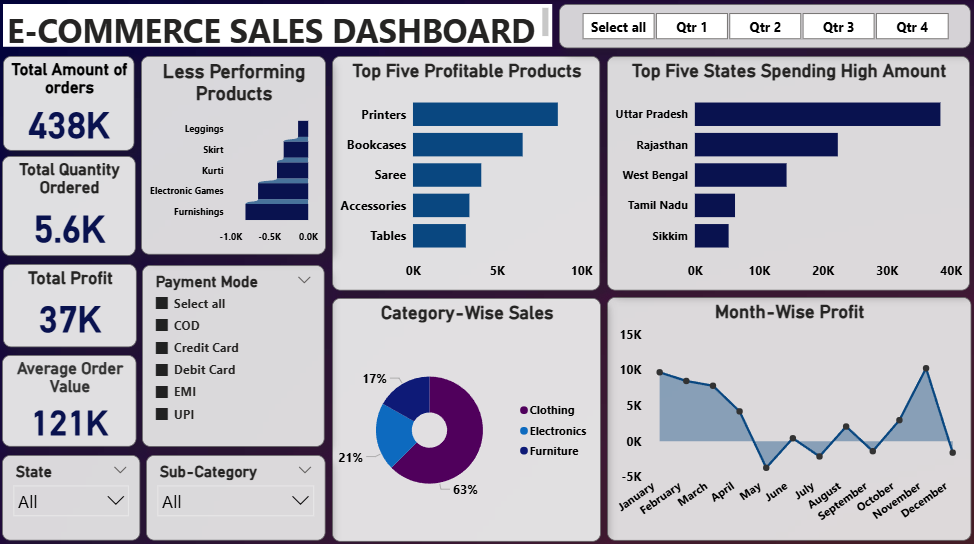 E-COMMERCE SALES DASHBOARD
Select all
Qtr 1
Qtr 2
Qtr 3
Qtr 4
Total Amount of
orders
438K
Total Quantity
Ordered
5.6K
Total Profit
37K
Average Order
Value
121K
Less Performing
Products
Leggings
Skirt
Kurti
Electronic Games
Furnishings
-1.0K
-0.5K
0.0K
Payment Mode
Select all
COD
Credit Card
Debit Card
EMI
UPI
State
All
Sub-Category
All
Top Five Profitable Products
Printers
Bookcases
Saree
Accessories
Tables
0K
5K
10K
Top Five States Spending High Amount
Uttar Pradesh
Rajasthan
West Bengal
Tamil Nadu
Sikkim
0K
10K
20K
30K
40K
Category-Wise Sales
17%
21%
63%
Clothing
Electronics
Furniture
Month-Wise Profit
15K
10K
5K
0K
-5K
January
February
March
April
May
June
July
August
September
October
November
December